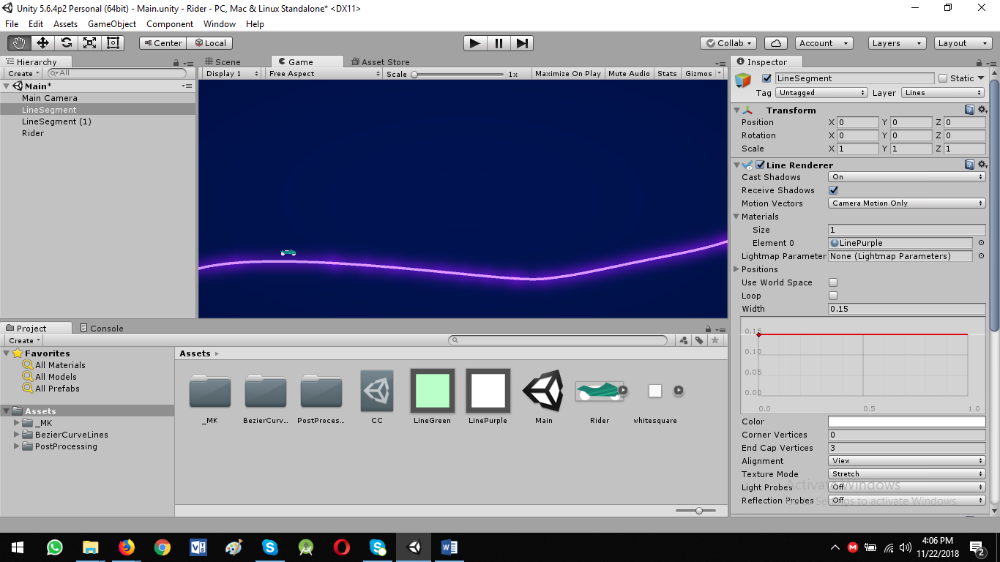 Unity 5.6.4p2 Personal (64bit) - Main.unity - Rider - PC, Mac & Linux Standalone* <DX11>
File Edit Assets GameObject Component Window Help
Center Local Collab Account Layers Layout
Hierarchy
Create All
Main*
Main Camera
LineSegment
LineSegment (1)
Rider
Scene Game Asset Store
Display 1 Free Aspect Scale 1x Maximize On Play Mute Audio Stats Gizmos
Inspector
LineSegment Static
Tag Untagged Layer Lines
Transform
Position X 0 Y 0 Z 0
Rotation X 0 Y 0 Z 0
Scale X 1 Y 1 Z 1
Line Renderer
Cast Shadows On
Receive Shadows
Motion Vectors Camera Motion Only
Materials
Size 1
Element 0 LinePurple
Lightmap Parameter None (Lightmap Parameters)
Positions
Use World Space
Loop
Width 0.15
0.15
0.10
0.05
0.00
0.0 0.5 1.0
Color
Corner Vertices 0
End Cap Vertices 3
Alignment View
Texture Mode Stretch
Light Probes Off
Reflection Probes Off
Activate Windows
Go to Settings to activate Windows.
Project Console
Create
Favorites
All Materials
All Models
All Prefabs
Assets
_MK
BezierCurveLines
PostProcessing
Assets
_MK BezierCurv... PostProces... CC LineGreen LinePurple Main Rider whitesquare
4:06 PM
11/22/2018
2